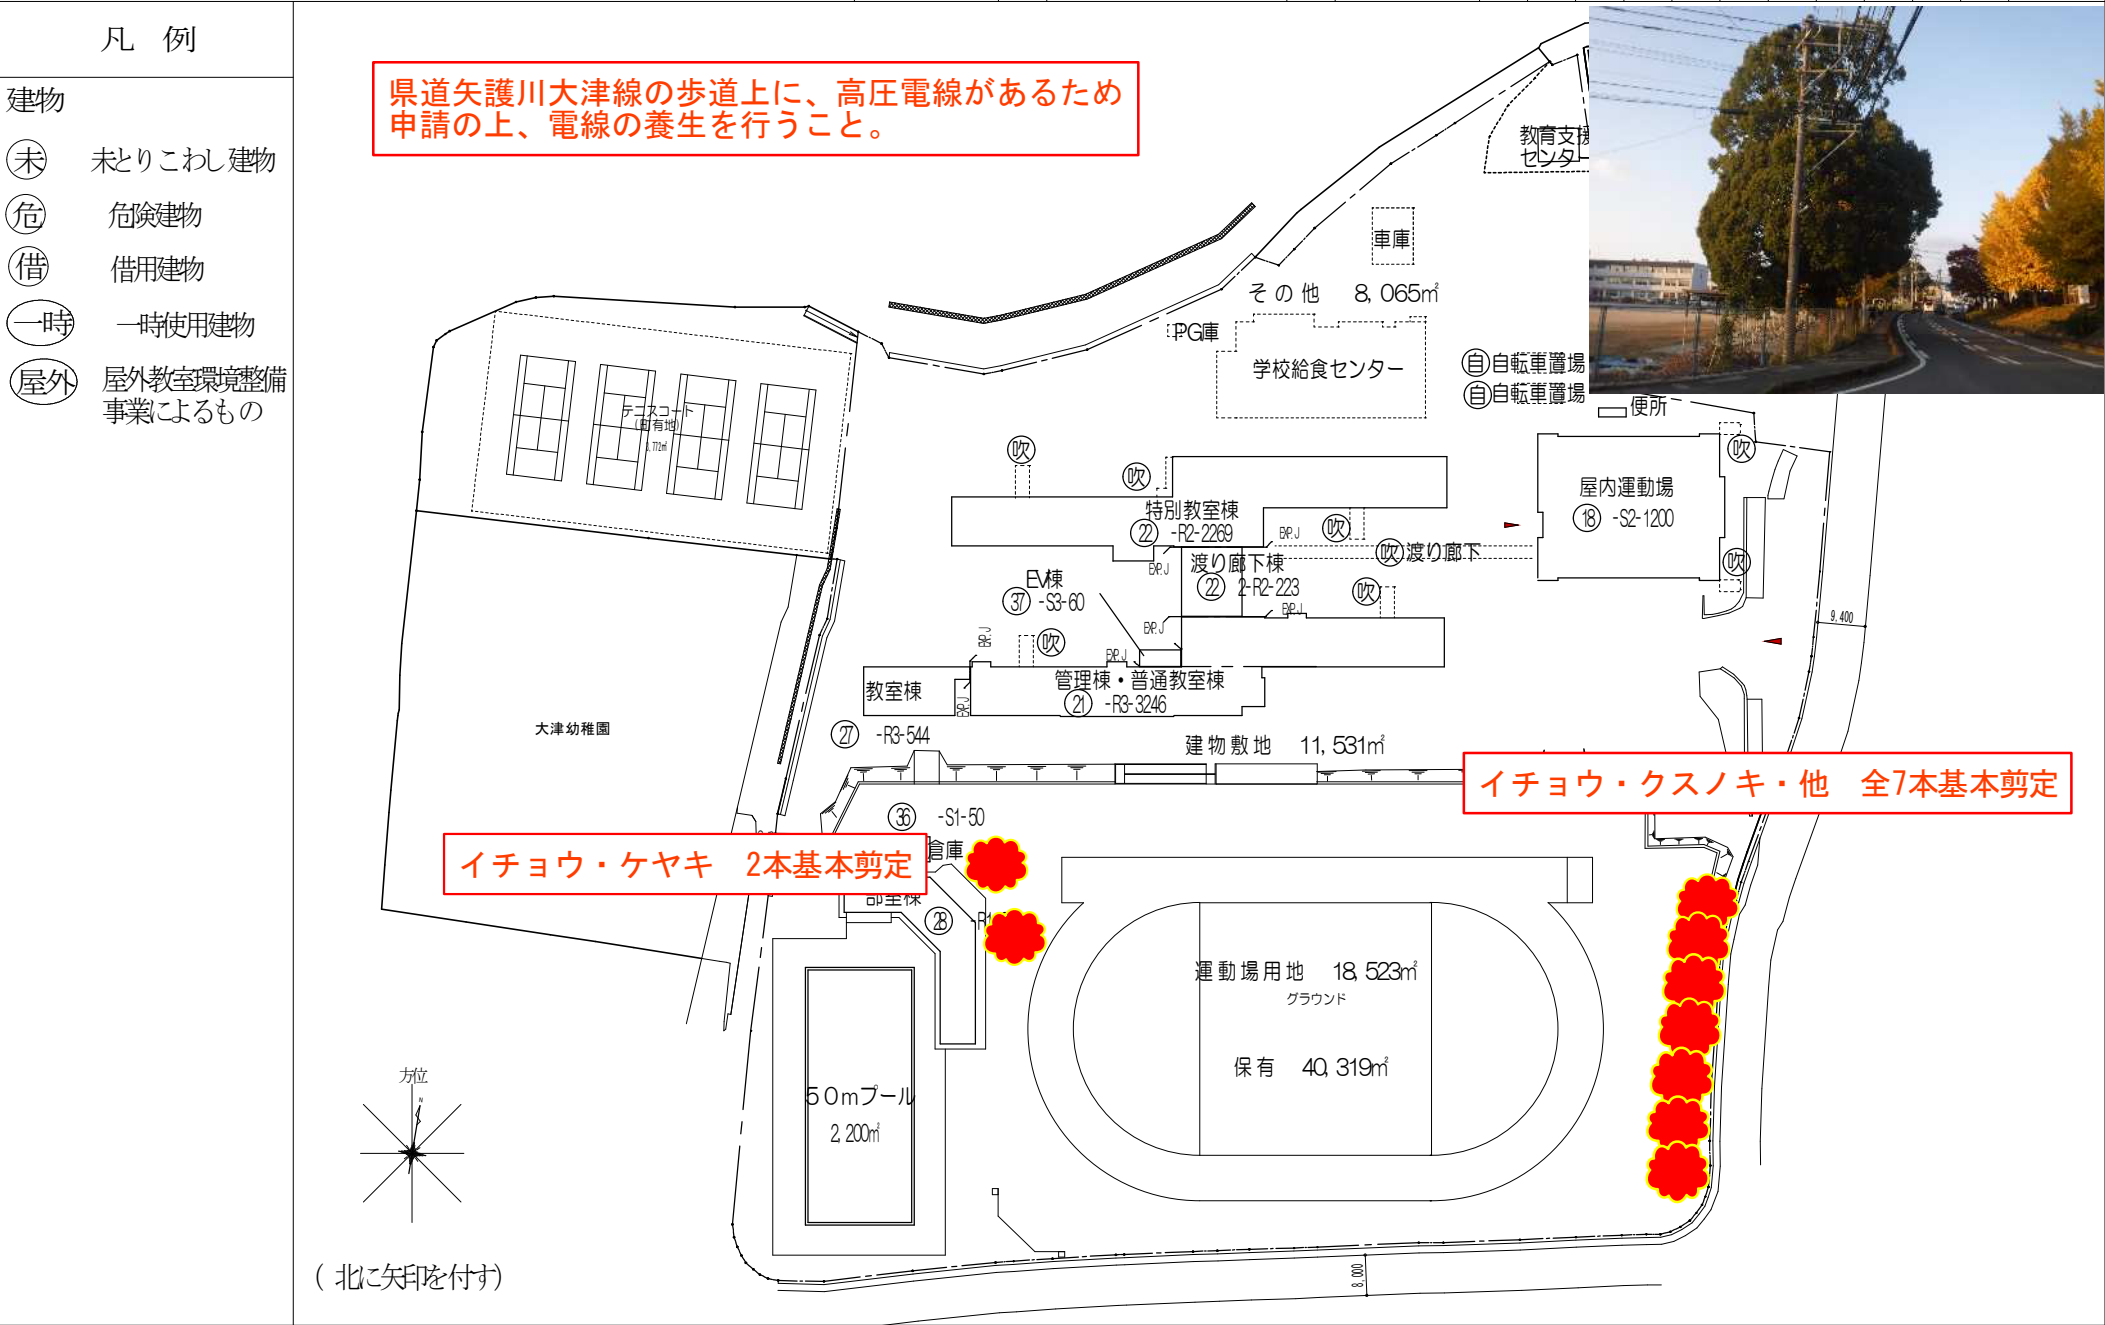 凡　例
建物
未　未とりこわし建物
危　危険建物
借　借用建物
一時　一時使用建物
屋外　屋外教室環境整備
事業によるもの
県道矢護川大津線の歩道上に、高圧電線があるため
申請の上、電線の養生を行うこと。
教育支援
センター
車庫
その他　8,065㎡
PG庫
学校給食センター
自 自転車置場
自 自転車置場
便所
テニスコート
(町有地)
3,772㎡
吹
吹
吹
特別教室棟
22 -R2-2269
屋内運動場
18 -S2-1200
吹
EXP.J
吹 渡り廊下
EXP.J
渡り廊下棟
22 2-R2-223
吹
EV棟
37 -S3-60
吹
EXP.J
9,400
EXP.J
EXP.J
吹
EXP.J
教室棟
EXP.J
管理棟・普通教室棟
21 -R3-3246
27 -R3-544
大津幼稚園
建物敷地　11,531㎡
イチョウ・クスノキ・他　全7本基本剪定
36 -S1-50
倉庫
イチョウ・ケヤキ　2本基本剪定
部室棟
28
運動場用地　18,523㎡
グラウンド
保有　40,319㎡
50mプール
2,200㎡
方位
N
8,000
(北に矢印を付す)